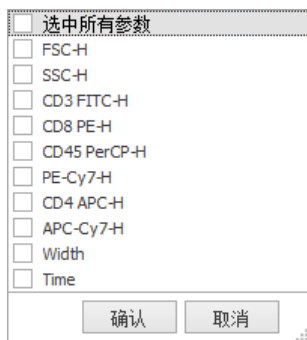 选中所有参数
FSC-H
SSC-H
CD3 FITC-H
CD8 PE-H
CD45 PerCP-H
PE-Cy7-H
CD4 APC-H
APC-Cy7-H
Width
Time
确认 取消